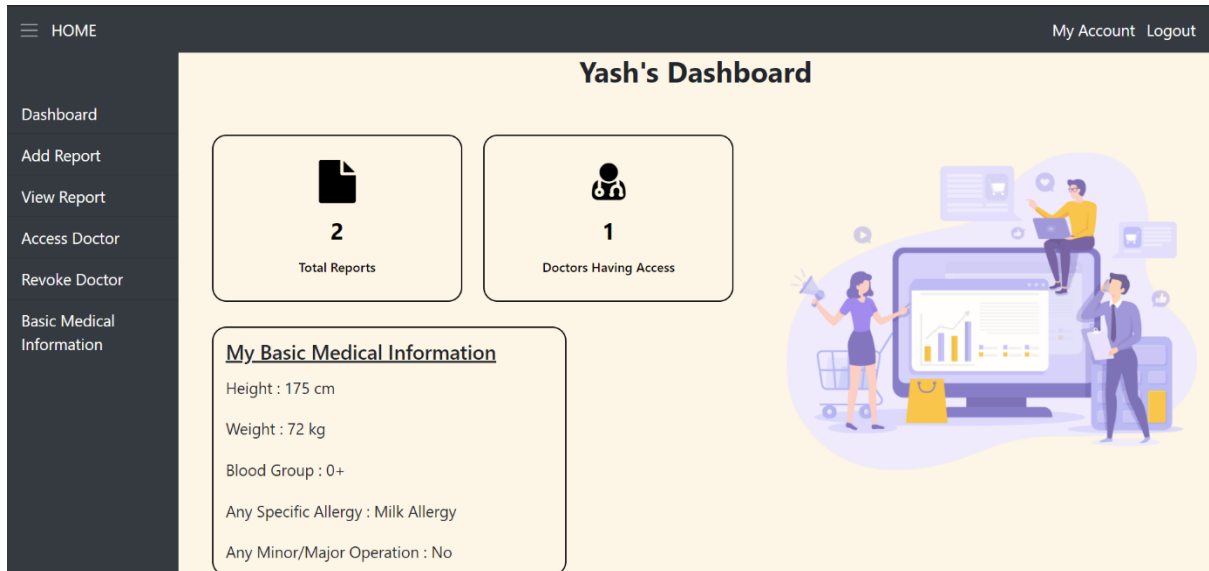 HOME
My Account Logout
Yash's Dashboard
Dashboard
Add Report
View Report
Access Doctor
Revoke Doctor
Basic Medical
Information
2
Total Reports
1
Doctors Having Access
My Basic Medical Information
Height : 175 cm
Weight : 72 kg
Blood Group : 0+
Any Specific Allergy : Milk Allergy
Any Minor/Major Operation : No